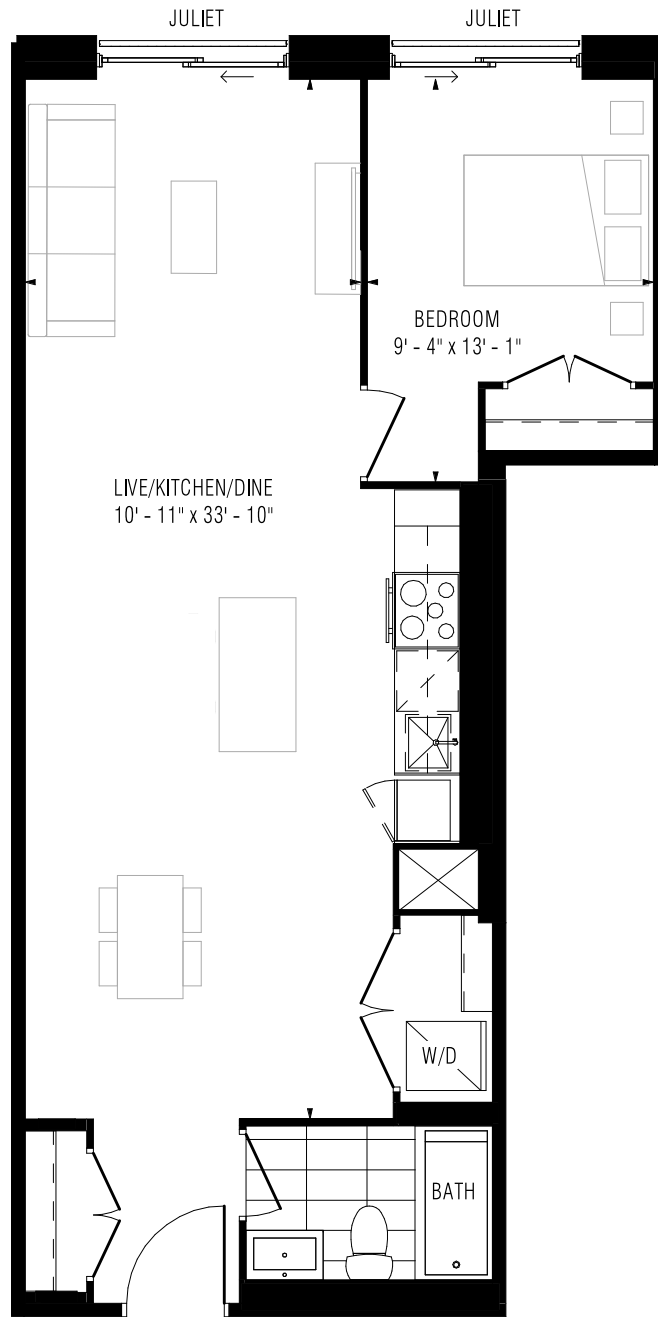 JULIET
JULIET
BEDROOM
9' - 4" x 13' - 1"
LIVE/KITCHEN/DINE
10' - 11" x 33' - 10"
W/D
BATH